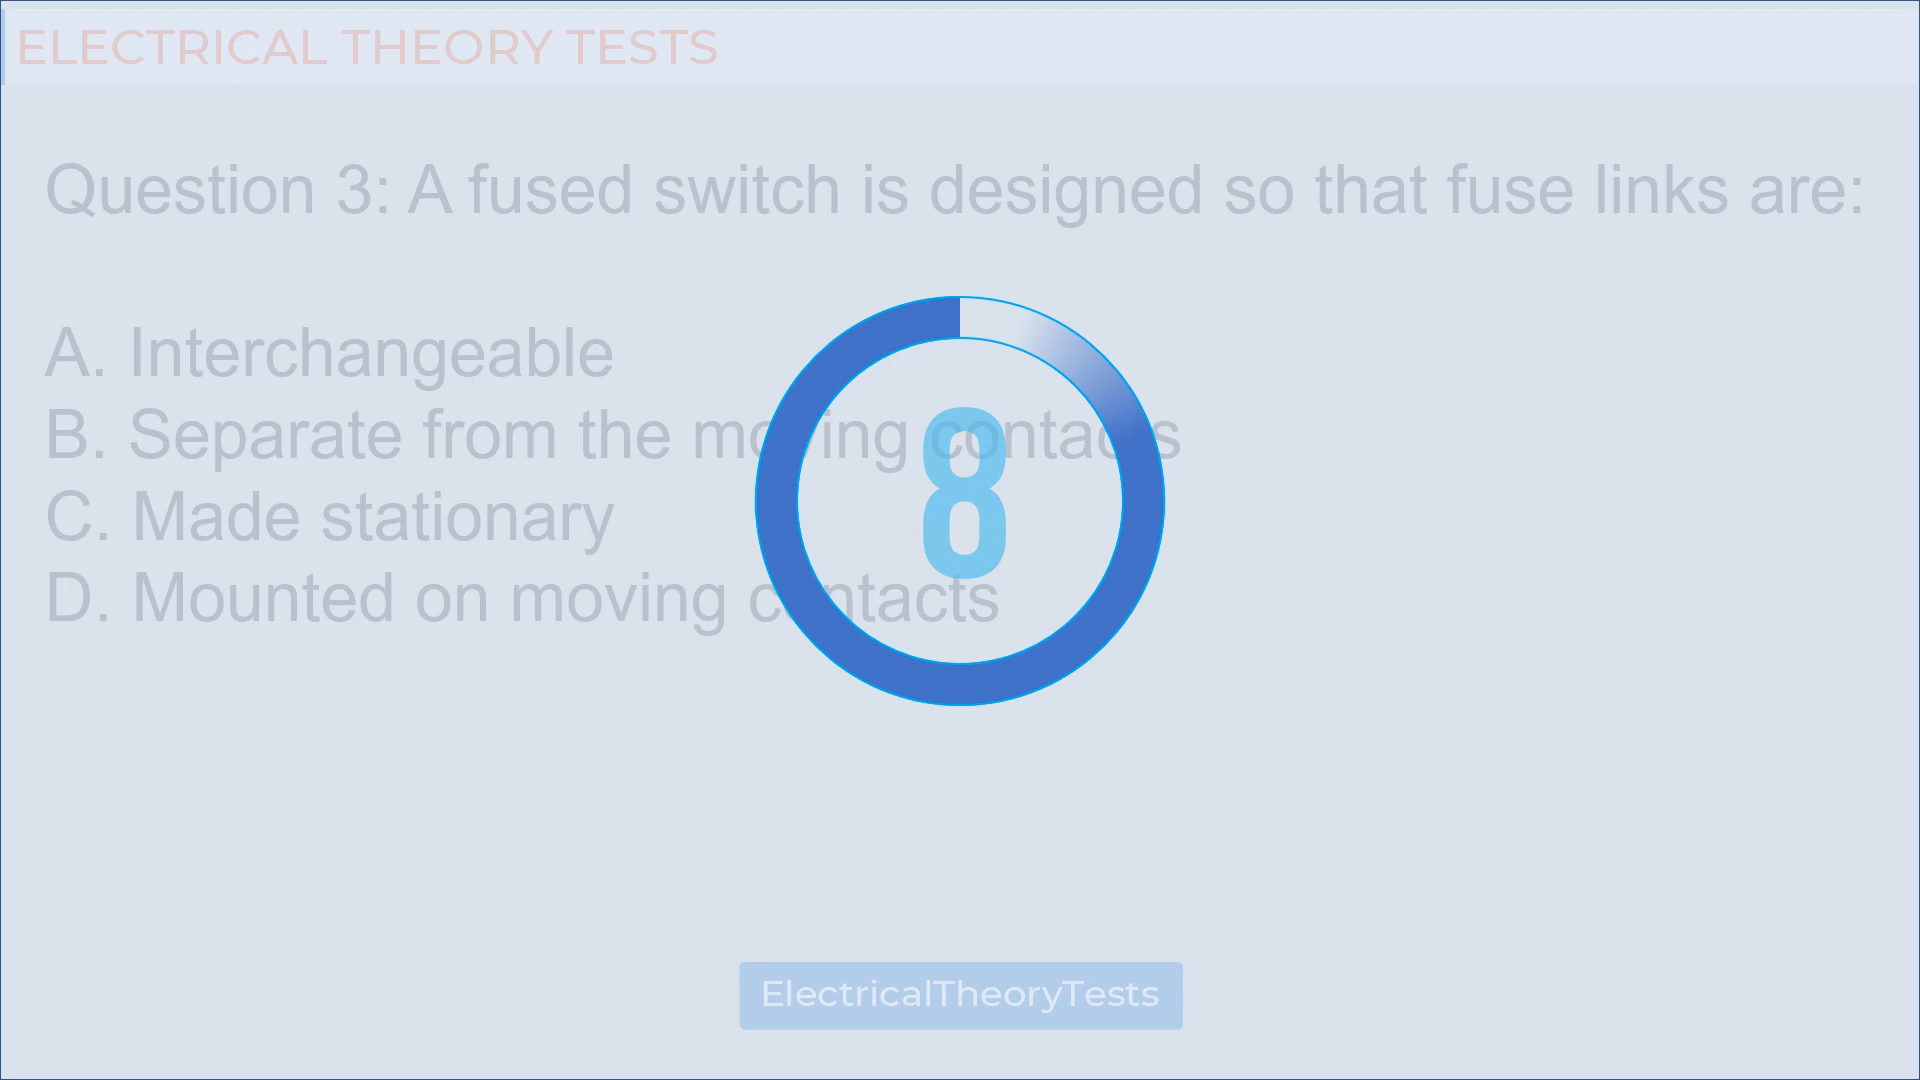 ELECTRICAL THEORY TESTS
Question 3: A fused switch is designed so that fuse links are:
A. Interchangeable
B. Separate from the moving contacts
C. Made stationary
D. Mounted on moving contacts
8
ElectricalTheoryTests